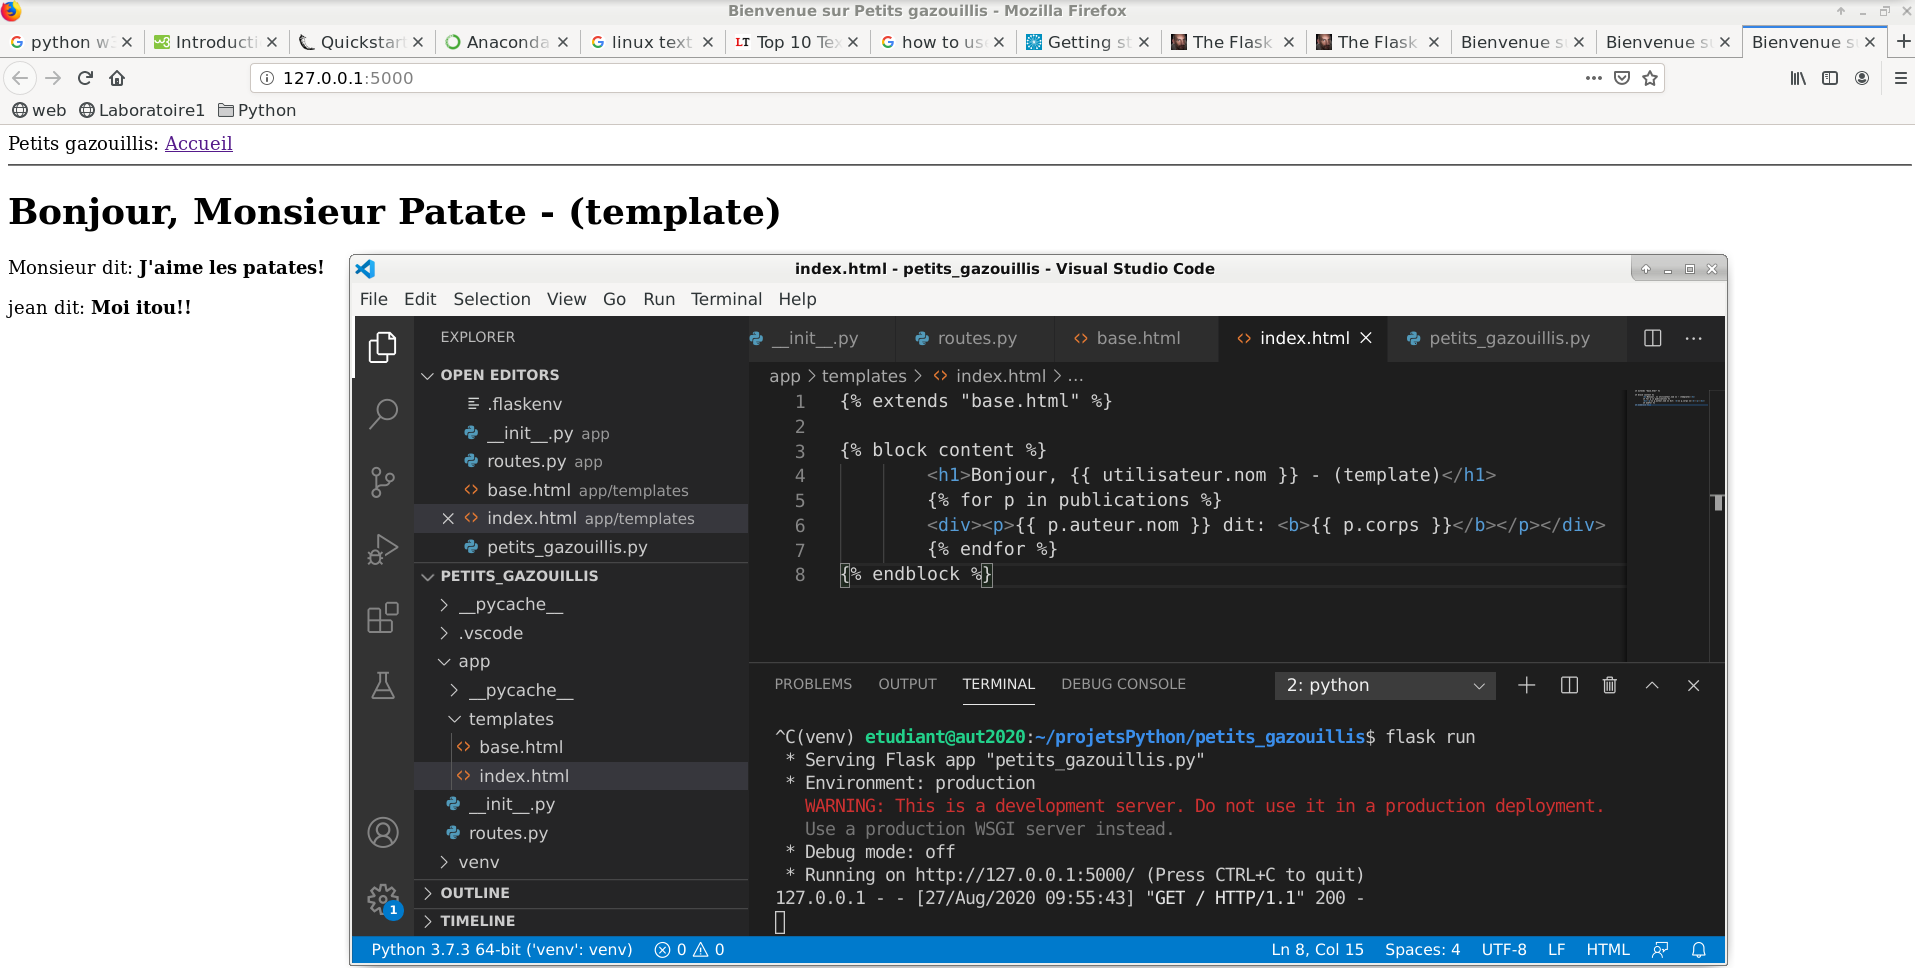 Bienvenue sur Petits gazouillis - Mozilla Firefox
python w Introducti Quickstar Anaconda linux text Top 10 Te how to us Getting st The Flask The Flask Bienvenue s Bienvenue s Bienvenue s
127.0.0.1:5000
web Laboratoire1 Python
Petits gazouillis: Accueil
Bonjour, Monsieur Patate - (template)
Monsieur dit: J'aime les patates!
jean dit: Moi itou!!
index.html - petits_gazouillis - Visual Studio Code
File Edit Selection View Go Run Terminal Help
EXPLORER
OPEN EDITORS
.flaskenv
__init__.py app
routes.py app
base.html app/templates
index.html app/templates
petits_gazouillis.py
PETITS_GAZOUILLIS
__pycache__
.vscode
app
__pycache__
templates
base.html
index.html
__init__.py
routes.py
venv
OUTLINE
TIMELINE
1
__init__.py routes.py base.html index.html petits_gazouillis.py
app > templates > index.html > ...
1 {% extends "base.html" %}
2
3 {% block content %}
4 <h1>Bonjour, {{ utilisateur.nom }} - (template)</h1>
5 {% for p in publications %}
6 <div><p>{{ p.auteur.nom }} dit: <b>{{ p.corps }}</b></p></div>
7 {% endfor %}
8 {% endblock %}
PROBLEMS OUTPUT TERMINAL DEBUG CONSOLE 2: python
^C(venv) etudiant@aut2020:~/projetsPython/petits_gazouillis$ flask run
* Serving Flask app "petits_gazouillis.py"
* Environment: production
WARNING: This is a development server. Do not use it in a production deployment.
Use a production WSGI server instead.
* Debug mode: off
* Running on http://127.0.0.1:5000/ (Press CTRL+C to quit)
127.0.0.1 - - [27/Aug/2020 09:55:43] "GET / HTTP/1.1" 200 -
Python 3.7.3 64-bit ('venv': venv) 0 0 Ln 8, Col 15 Spaces: 4 UTF-8 LF HTML